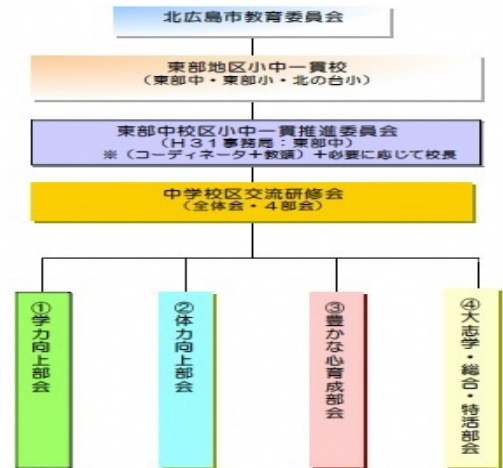 北広島市教育委員会
東部地区小中一貫校
（東部中・東部小・北の台小）
東部中校区小中一貫推進委員会
（H31事務局：東部中）
※（コーディネータ＋教頭）＋必要に応じて校長
中学校区交流研修会
（全体会・４部会）
①学力向上部会
②体力向上部会
③豊かな心育成部会
④大志学・総合・特活部会